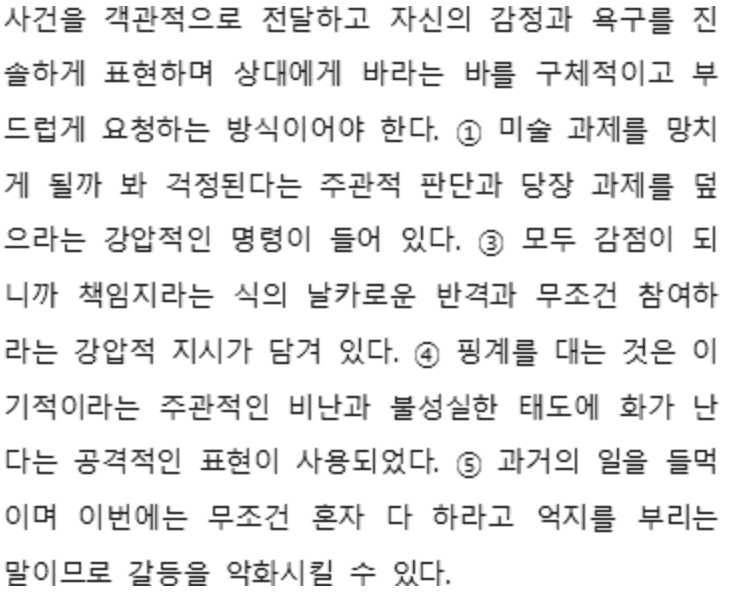 사건을 객관적으로 전달하고 자신의 감정과 욕구를 진
솔하게 표현하며 상대에게 바라는 바를 구체적이고 부
드럽게 요청하는 방식이어야 한다. ① 미술 과제를 망치
게 될까 봐 걱정된다는 주관적 판단과 당장 과제를 덮
으라는 강압적인 명령이 들어 있다. ③ 모두 감점이 되
니까 책임지라는 식의 날카로운 반격과 무조건 참여하
라는 강압적 지시가 담겨 있다. ④ 핑계를 대는 것은 이
기적이라는 주관적인 비난과 불성실한 태도에 화가 난
다는 공격적인 표현이 사용되었다. ⑤ 과거의 일을 들먹
이며 이번에는 무조건 혼자 다 하라고 억지를 부리는
말이므로 갈등을 악화시킬 수 있다.